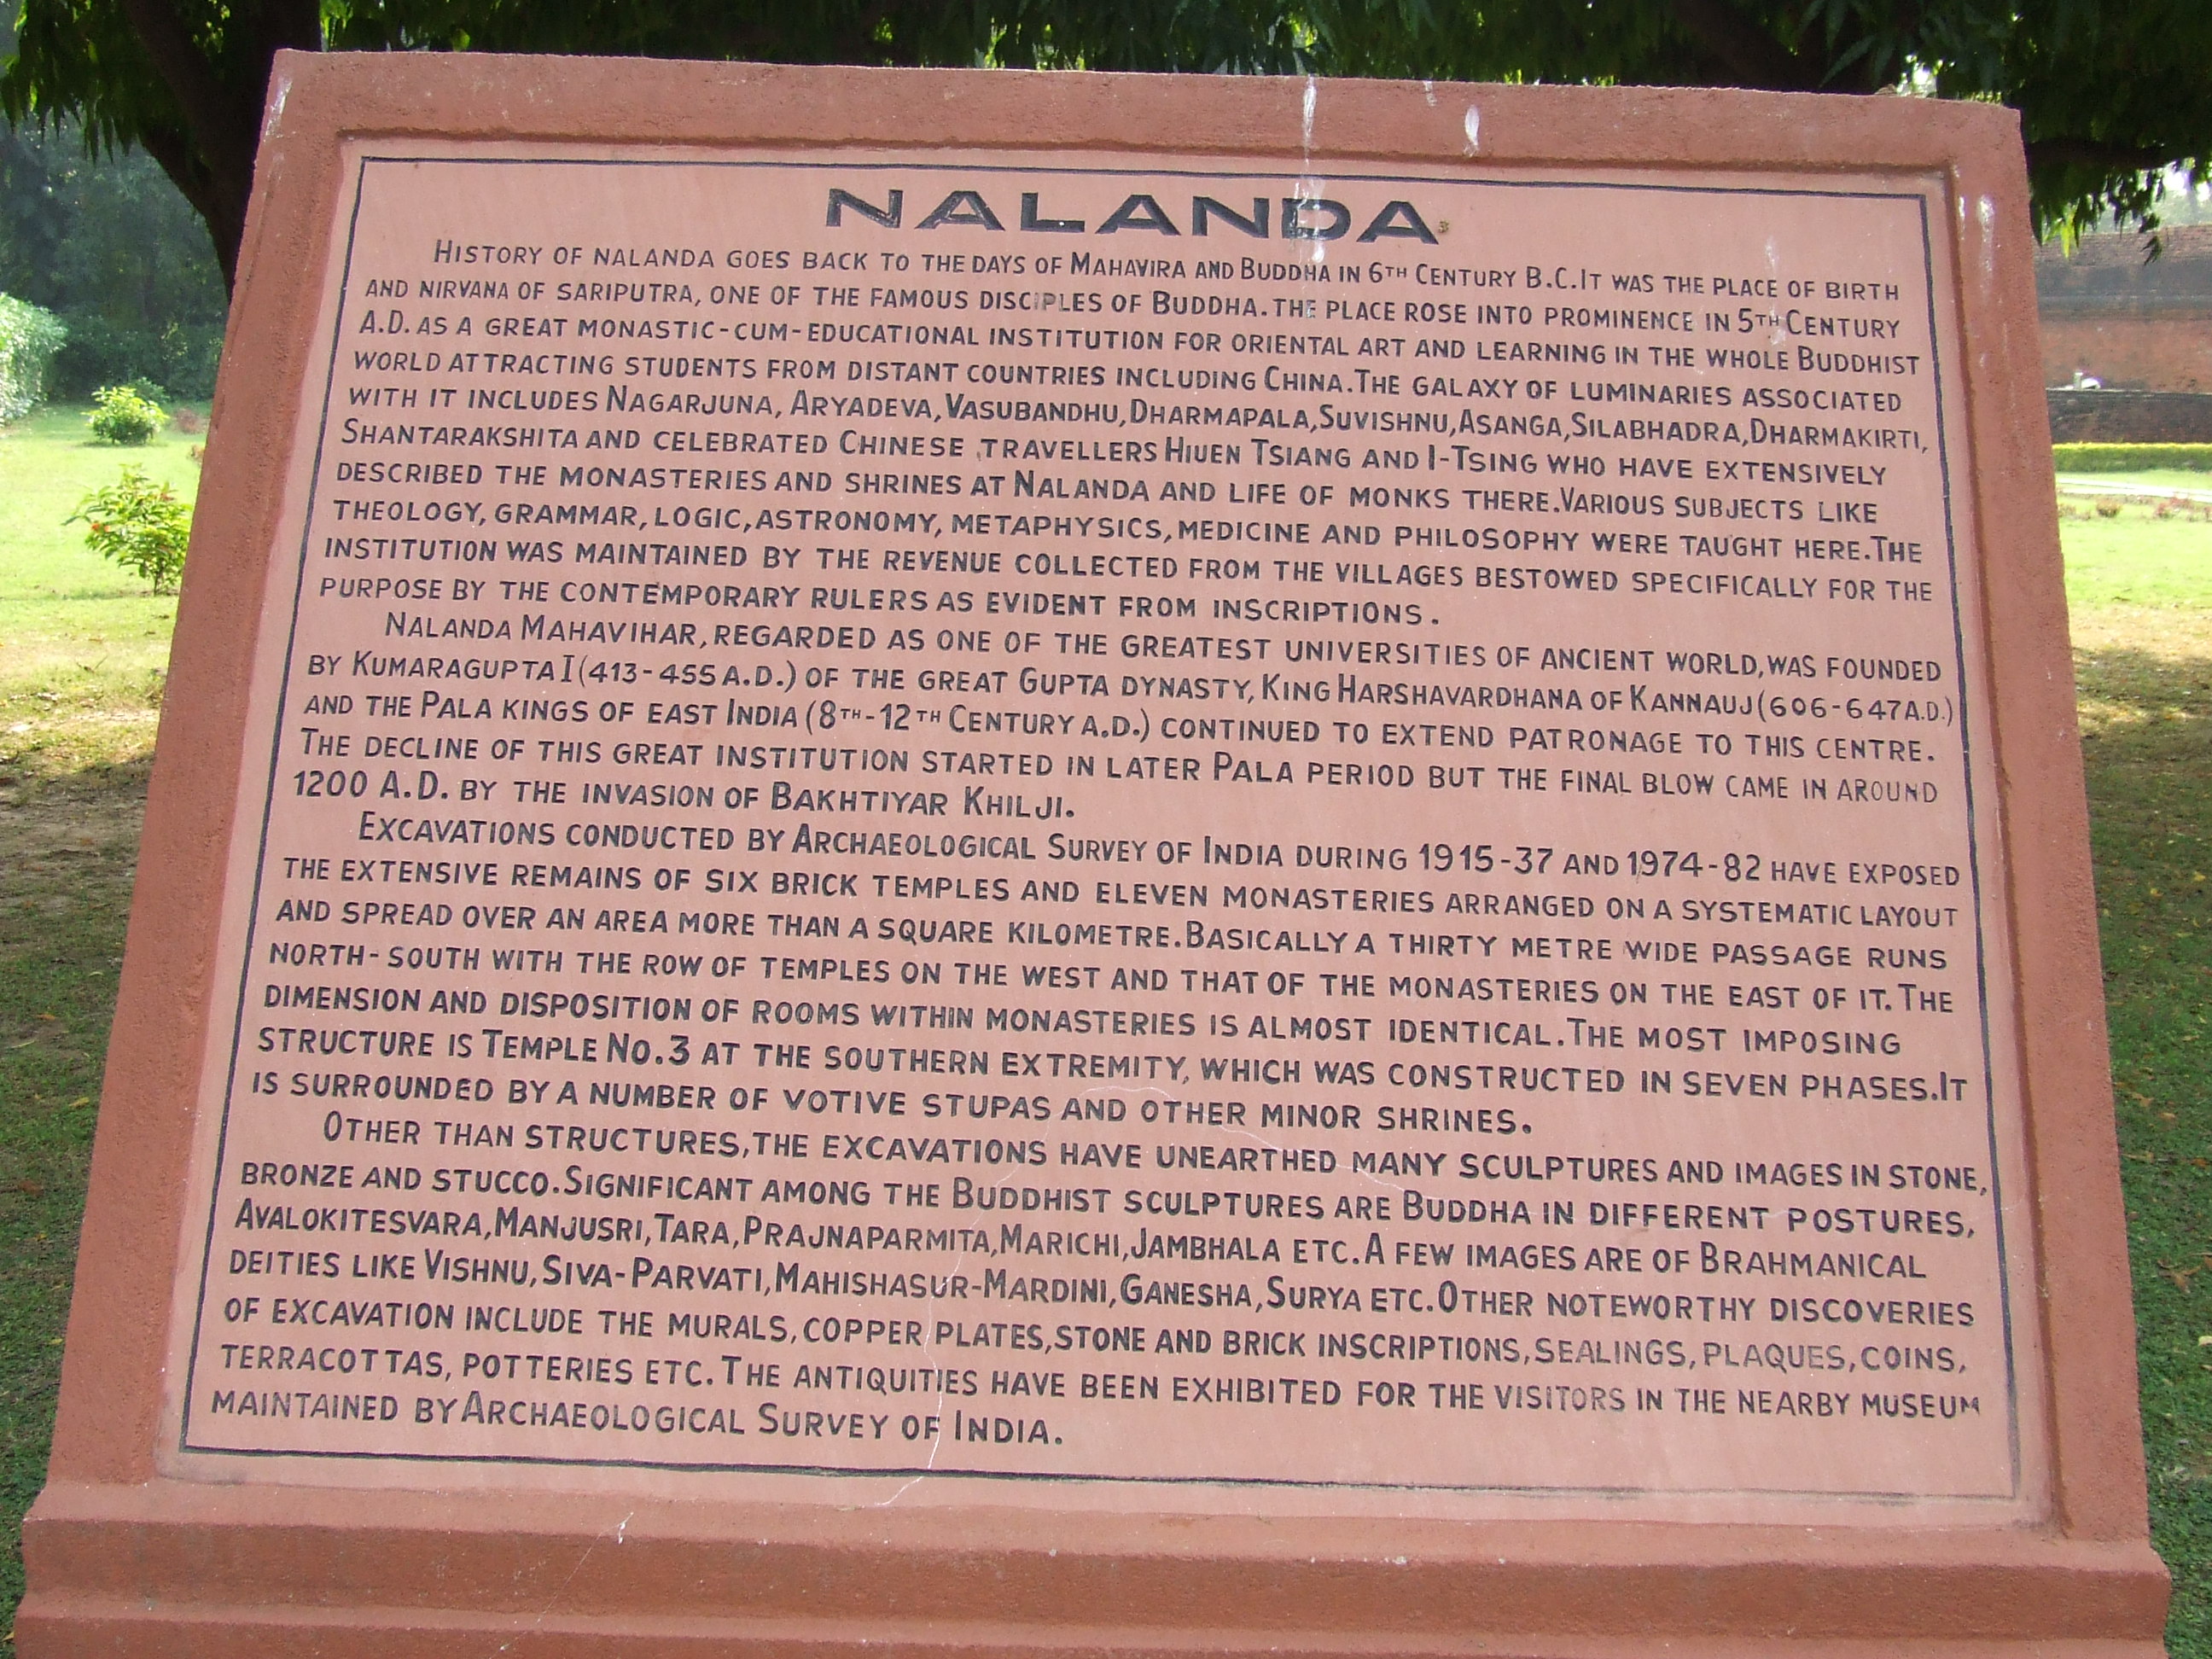 NALANDA
HISTORY OF NALANDA GOES BACK TO THE DAYS OF MAHAVIRA AND BUDDHA IN 6TH CENTURY B.C.IT WAS THE PLACE OF BIRTH
AND NIRVANA OF SARIPUTRA, ONE OF THE FAMOUS DISCIPLES OF BUDDHA.THE PLACE ROSE INTO PROMINENCE IN 5TH CENTURY
A.D. AS A GREAT MONASTIC-CUM-EDUCATIONAL INSTITUTION FOR ORIENTAL ART AND LEARNING IN THE WHOLE BUDDHIST
WORLD ATTRACTING STUDENTS FROM DISTANT COUNTRIES INCLUDING CHINA.THE GALAXY OF LUMINARIES ASSOCIATED
WITH IT INCLUDES NAGARJUNA, ARYADEVA,VASUBANDHU,DHARMAPALA,SUVISHNU,ASANGA,SILABHADRA,DHARMAKIRTI,
SHANTARAKSHITA AND CELEBRATED CHINESE TRAVELLERS HIUEN TSIANG AND I-TSING WHO HAVE EXTENSIVELY
DESCRIBED THE MONASTERIES AND SHRINES AT NALANDA AND LIFE OF MONKS THERE.VARIOUS SUBJECTS LIKE
THEOLOGY, GRAMMAR, LOGIC,ASTRONOMY, METAPHYSICS, MEDICINE AND PHILOSOPHY WERE TAUGHT HERE.THE
INSTITUTION WAS MAINTAINED BY THE REVENUE COLLECTED FROM THE VILLAGES BESTOWED SPECIFICALLY FOR THE
PURPOSE BY THE CONTEMPORARY RULERS AS EVIDENT FROM INSCRIPTIONS.
NALANDA MAHAVIHAR, REGARDED AS ONE OF THE GREATEST UNIVERSITIES OF ANCIENT WORLD,WAS FOUNDED
BY KUMARAGUPTA I (413-455 A.D.) OF THE GREAT GUPTA DYNASTY, KING HARSHAVARDHANA OF KANNAUJ (606-647 A.D.)
AND THE PALA KINGS OF EAST INDIA (8TH-12TH CENTURY A.D.) CONTINUED TO EXTEND PATRONAGE TO THIS CENTRE.
THE DECLINE OF THIS GREAT INSTITUTION STARTED IN LATER PALA PERIOD BUT THE FINAL BLOW CAME IN AROUND
1200 A.D. BY THE INVASION OF BAKHTIYAR KHILJI.
EXCAVATIONS CONDUCTED BY ARCHAEOLOGICAL SURVEY OF INDIA DURING 1915-37 AND 1974-82 HAVE EXPOSED
THE EXTENSIVE REMAINS OF SIX BRICK TEMPLES AND ELEVEN MONASTERIES ARRANGED ON A SYSTEMATIC LAYOUT
AND SPREAD OVER AN AREA MORE THAN A SQUARE KILOMETRE.BASICALLY A THIRTY METRE WIDE PASSAGE RUNS
NORTH-SOUTH WITH THE ROW OF TEMPLES ON THE WEST AND THAT OF THE MONASTERIES ON THE EAST OF IT. THE
DIMENSION AND DISPOSITION OF ROOMS WITHIN MONASTERIES IS ALMOST IDENTICAL.THE MOST IMPOSING
STRUCTURE IS TEMPLE NO.3 AT THE SOUTHERN EXTREMITY, WHICH WAS CONSTRUCTED IN SEVEN PHASES.IT
IS SURROUNDED BY A NUMBER OF VOTIVE STUPAS AND OTHER MINOR SHRINES.
OTHER THAN STRUCTURES,THE EXCAVATIONS HAVE UNEARTHED MANY SCULPTURES AND IMAGES IN STONE,
BRONZE AND STUCCO.SIGNIFICANT AMONG THE BUDDHIST SCULPTURES ARE BUDDHA IN DIFFERENT POSTURES,
AVALOKITESVARA,MANJUSRI,TARA,PRAJNAPARMITA,MARICHI,JAMBHALA ETC.A FEW IMAGES ARE OF BRAHMANICAL
DEITIES LIKE VISHNU,SIVA-PARVATI,MAHISHASUR-MARDINI,GANESHA,SURYA ETC.OTHER NOTEWORTHY DISCOVERIES
OF EXCAVATION INCLUDE THE MURALS,COPPER PLATES,STONE AND BRICK INSCRIPTIONS,SEALINGS,PLAQUES,COINS,
TERRACOTTAS, POTTERIES ETC.THE ANTIQUITIES HAVE BEEN EXHIBITED FOR THE VISITORS IN THE NEARBY MUSEUM
MAINTAINED BY ARCHAEOLOGICAL SURVEY OF INDIA.